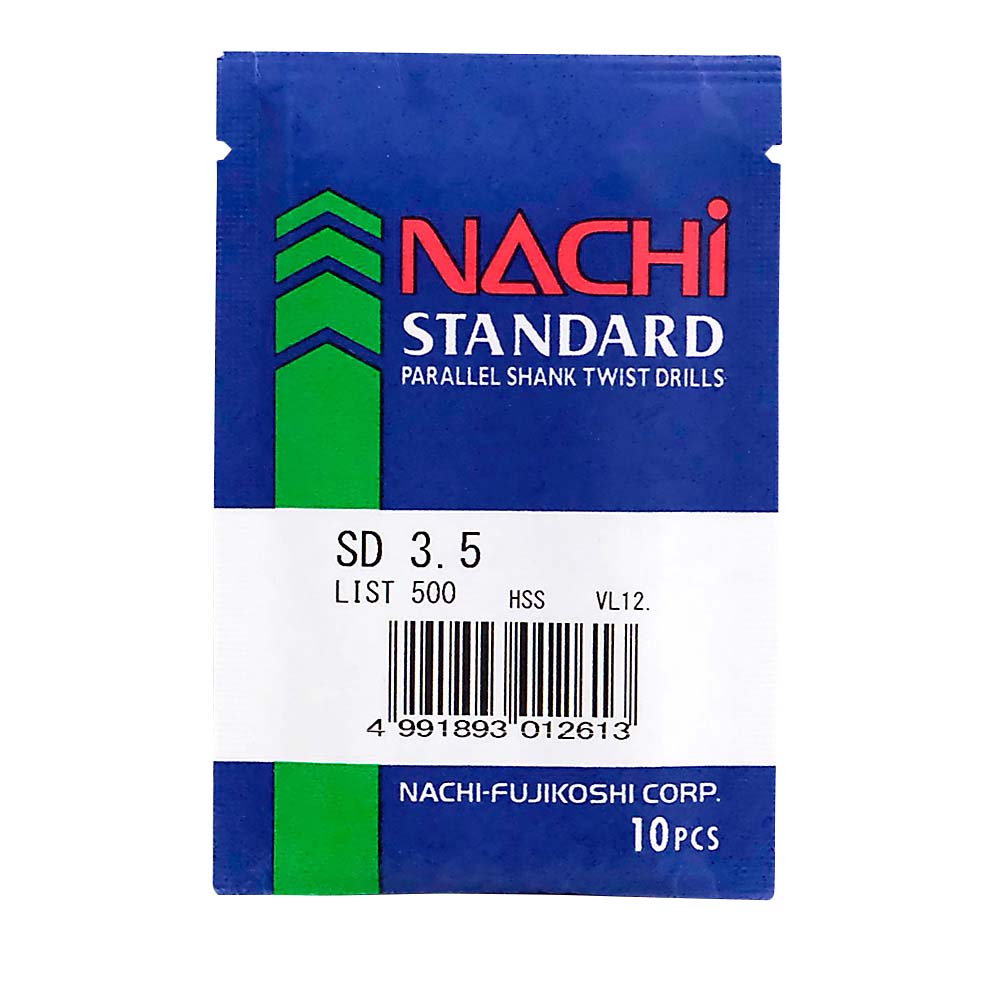 NACHi
STANDARD
PARALLEL SHANK TWIST DRILLS
SD 3.5
LIST 500 HSS VL12.
4 991893 012613
NACHI-FUJIKOSHI CORP.
10PCS